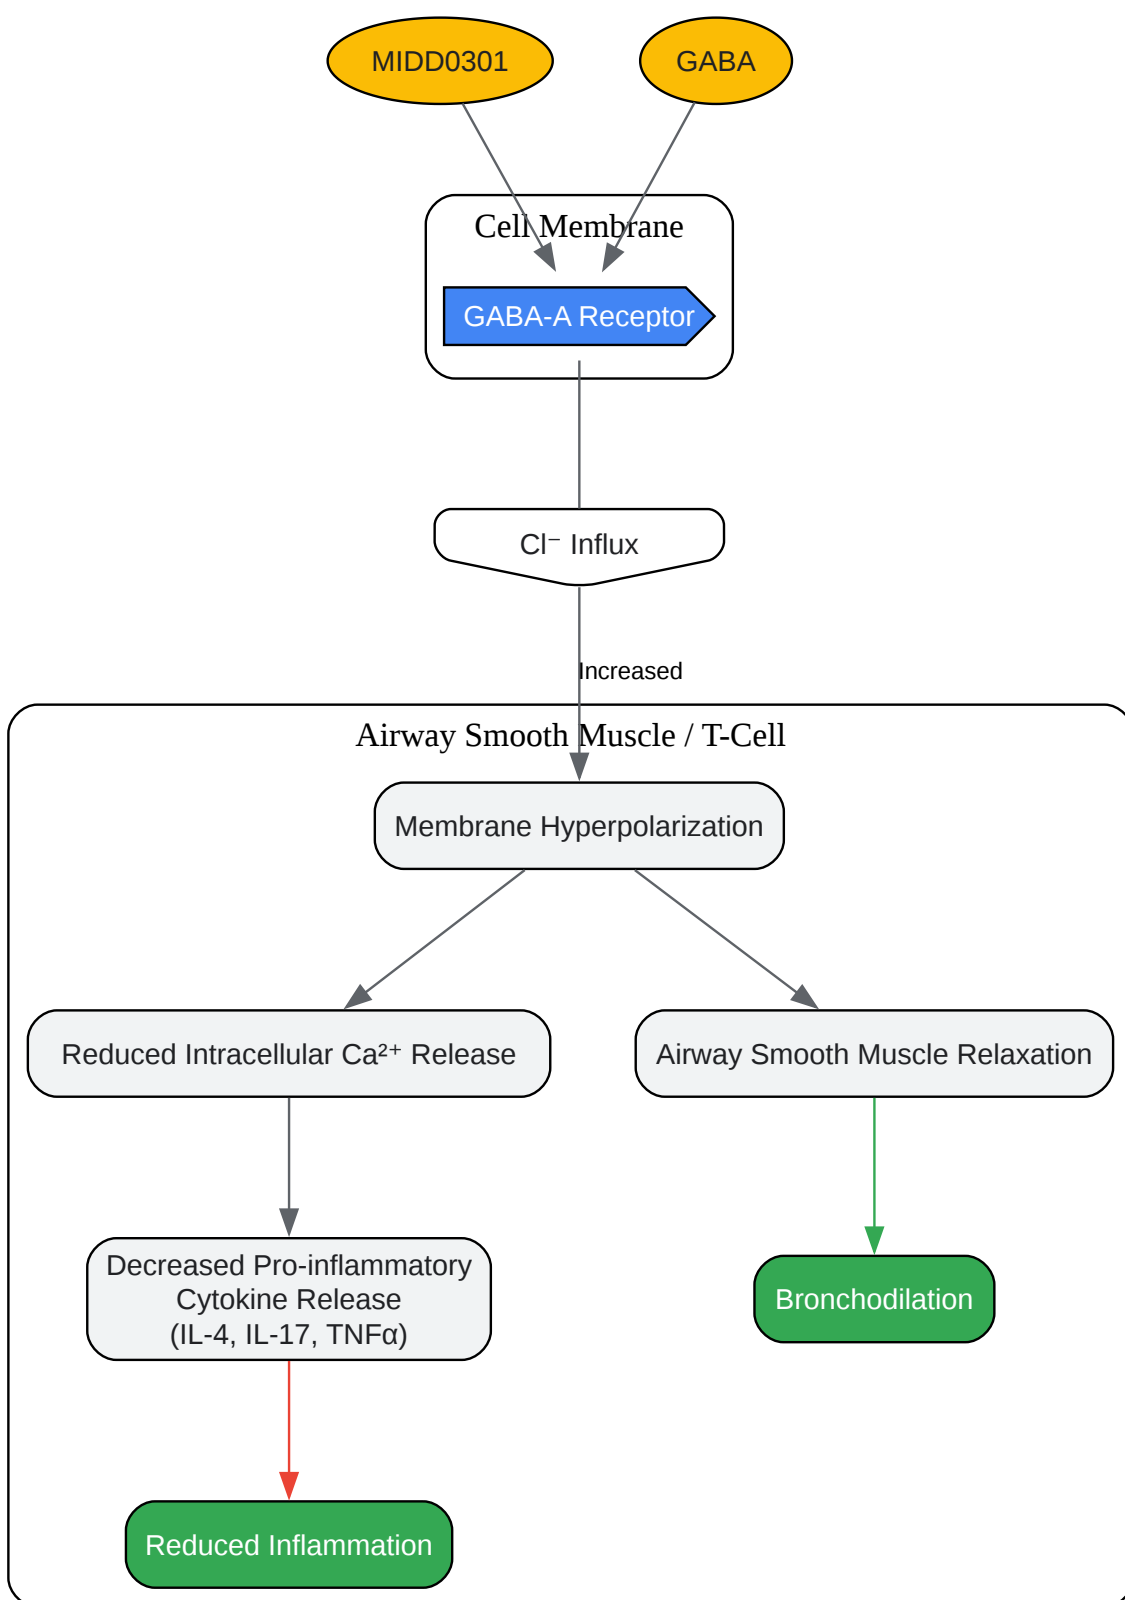 MIDD0301
GABA
Cell Membrane
GABA-A Receptor
Cl⁻ Influx
Increased
Airway Smooth Muscle / T-Cell
Membrane Hyperpolarization
Reduced Intracellular Ca²⁺ Release
Airway Smooth Muscle Relaxation
Decreased Pro-inflammatory
Cytokine Release
(IL-4, IL-17, TNFα)
Bronchodilation
Reduced Inflammation